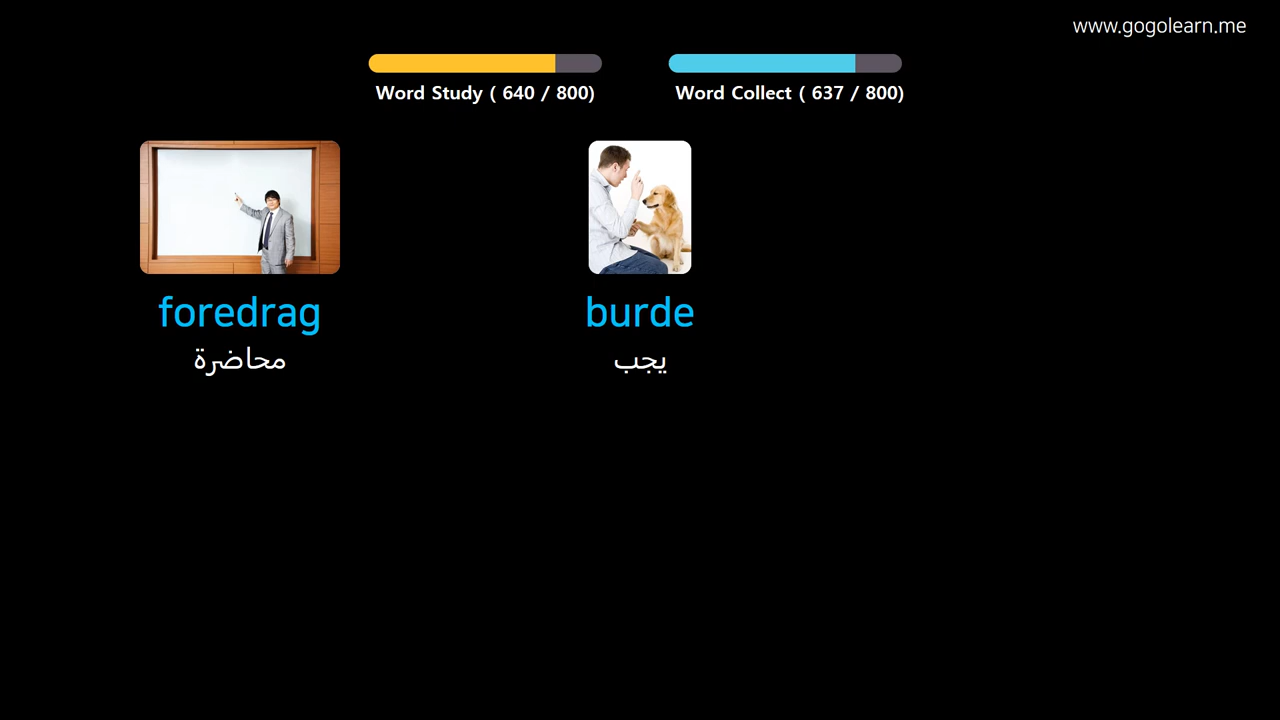 www.gogolearn.me
Word Study ( 640 / 800)
Word Collect ( 637 / 800)
foredrag
محاضرة
burde
يجب